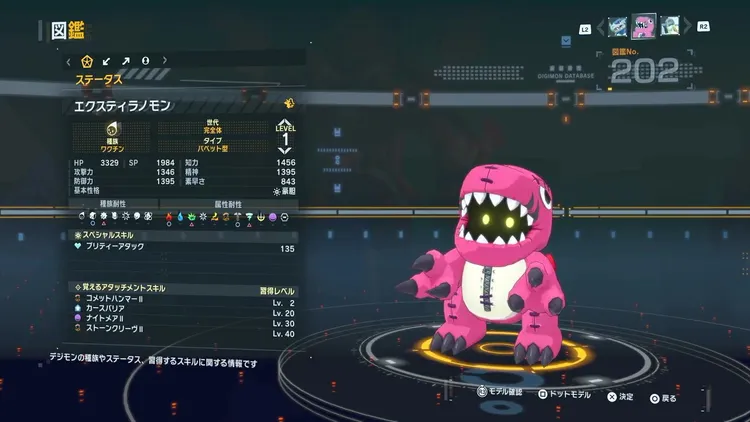 図鑑
L2
R2
ステータス
図鑑No.
202
DIGIMON DATABASE
エクスティラノモン
種族
ワクチン
世代
完全体
タイプ
パペット型
LEVEL
1
HP 3329 SP 1984 知力 1456
攻撃力 1346 精神 1395
防御力 1395 素早さ 843
基本性格 豪胆
種族耐性 属性耐性
スペシャルスキル
プリティーアタック 135
覚えるアタッチメントスキル 習得レベル
コメットハンマーⅡ Lv. 2
カースバリア Lv. 20
ナイトメアⅡ Lv. 30
ストーンクリーヴⅡ Lv. 40
デジモンの種族やステータス、習得するスキルに関する情報です
R3 モデル確認 ドットモデル 決定 戻る